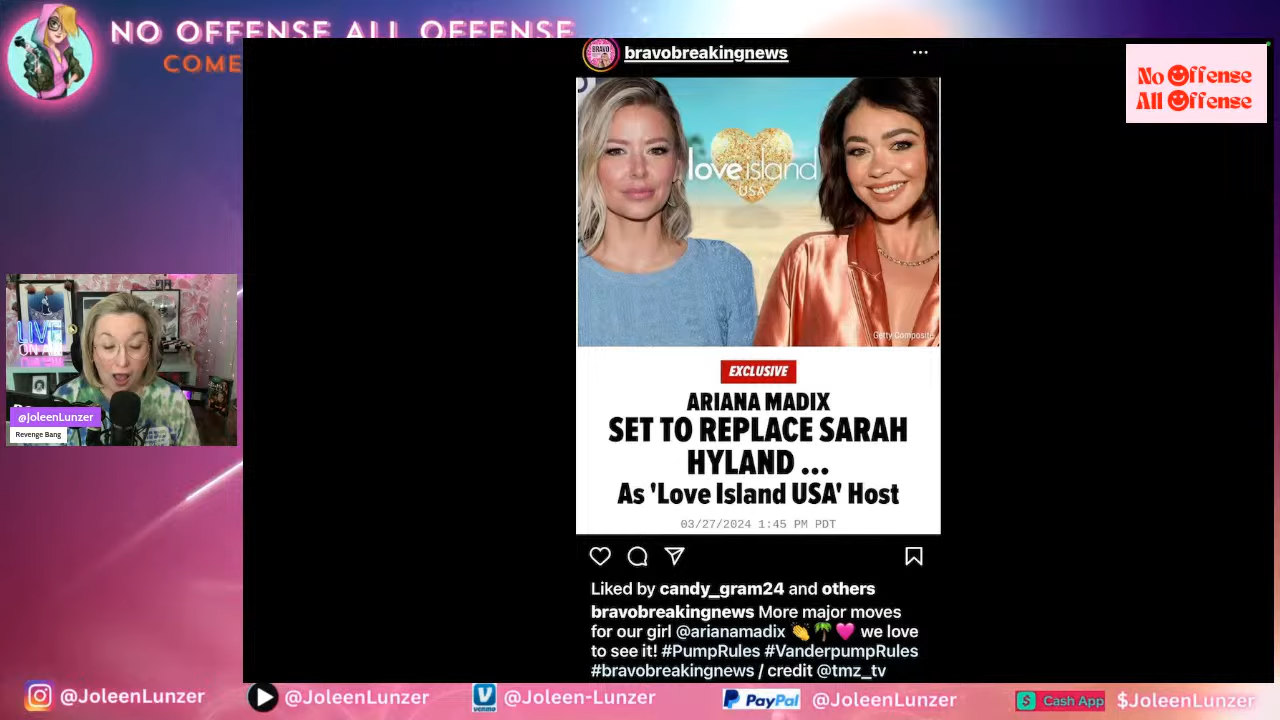 NO OFFENSE ALL OFFENSE
COME
bravobreakingnews
No Offense
All Offense
love island
USA
Getty Composite
EXCLUSIVE
ARIANA MADIX
SET TO REPLACE SARAH
HYLAND ...
As 'Love Island USA' Host
03/27/2024 1:45 PM PDT
LIVE
ON AIR
@JoleenLunzer
Revenge Bang
Liked by candy_gram24 and others
bravobreakingnews More major moves
for our girl @arianamadix 👏🌴💗 we love
to see it! #PumpRules #VanderpumpRules
#bravobreakingnews / credit @tmz_tv
@JoleenLunzer
@JoleenLunzer
venmo
@Joleen-Lunzer
PayPal
@JoleenLunzer
$ Cash App
$JoleenLunzer